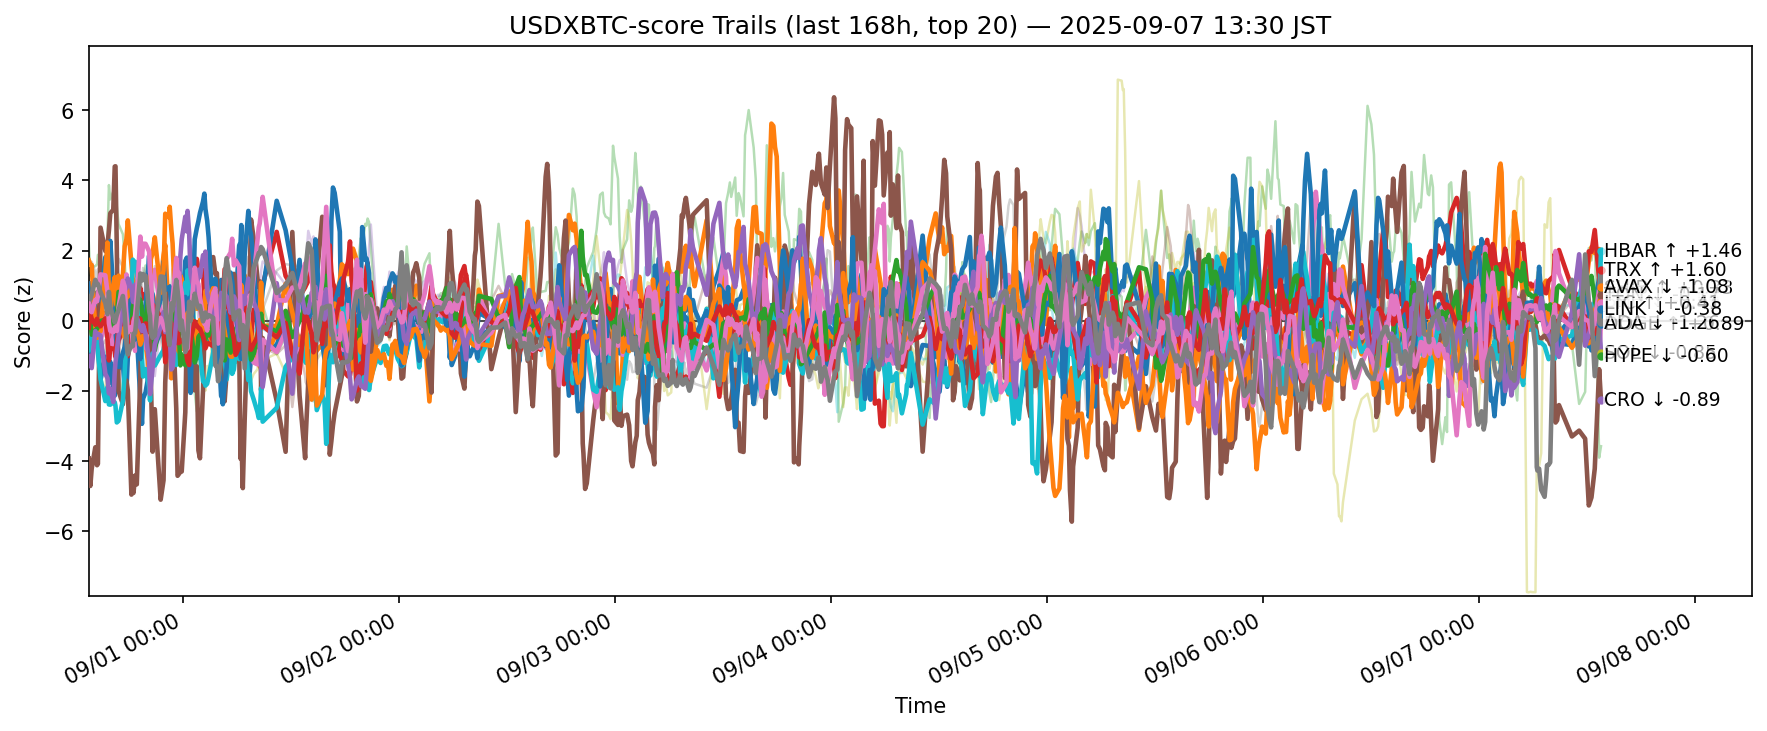 USDXBTC-score Trails (last 168h, top 20) — 2025-09-07 13:30 JST
Score (z)
6
4
2
0
−2
−4
−6
HBAR ↑ +1.46
TRX ↑ +1.60
AVAX ↓ -1.08
LINK ↓ -0.38
ADA ↓ -1.26
HYPE ↓ -0.60
CRO ↓ -0.89
09/01 00:00
09/02 00:00
09/03 00:00
09/04 00:00
09/05 00:00
09/06 00:00
09/07 00:00
09/08 00:00
Time